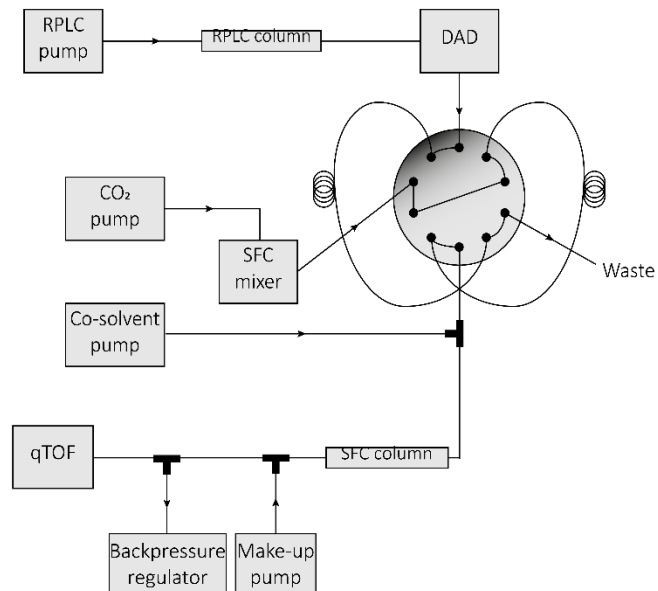 RPLC
pump
RPLC column
DAD
CO₂
pump
SFC
mixer
Waste
Co-solvent
pump
qTOF
SFC column
Backpressure
regulator
Make-up
pump